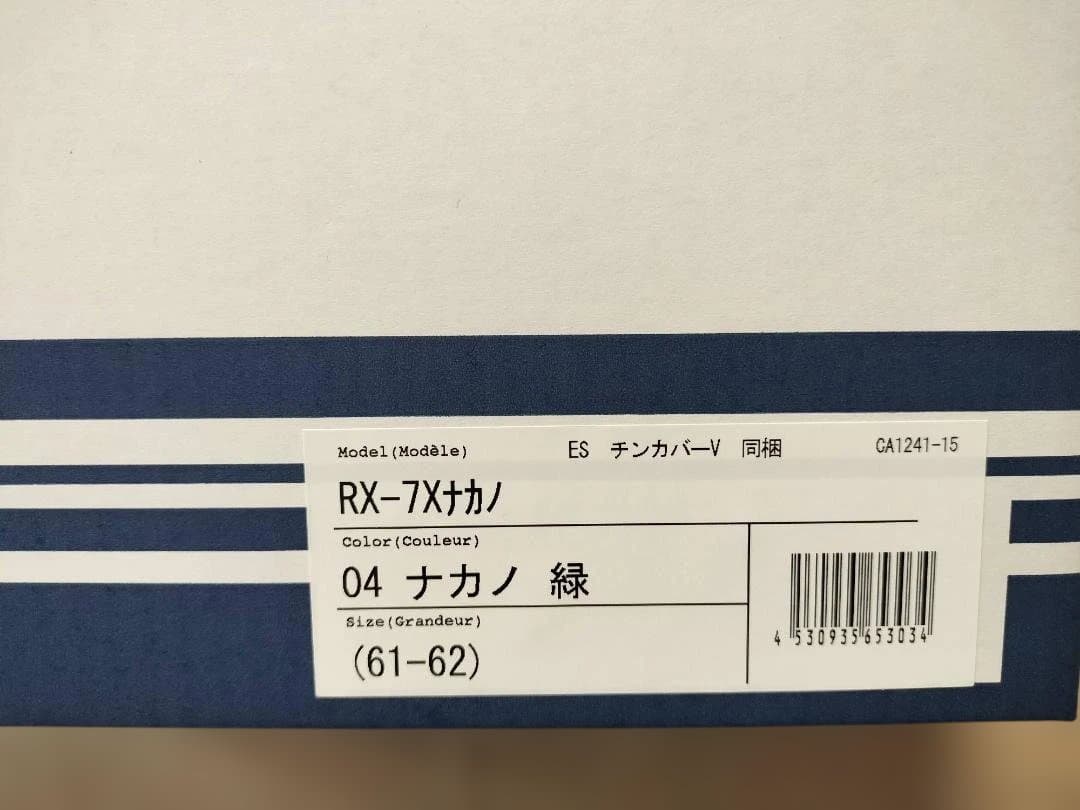 Model(Modèle) ES チンカバーV 同梱 CA1241-15
RX-7Xナカノ
Color(Couleur)
04 ナカノ 緑
Size(Grandeur)
(61-62)
4 530935 653034